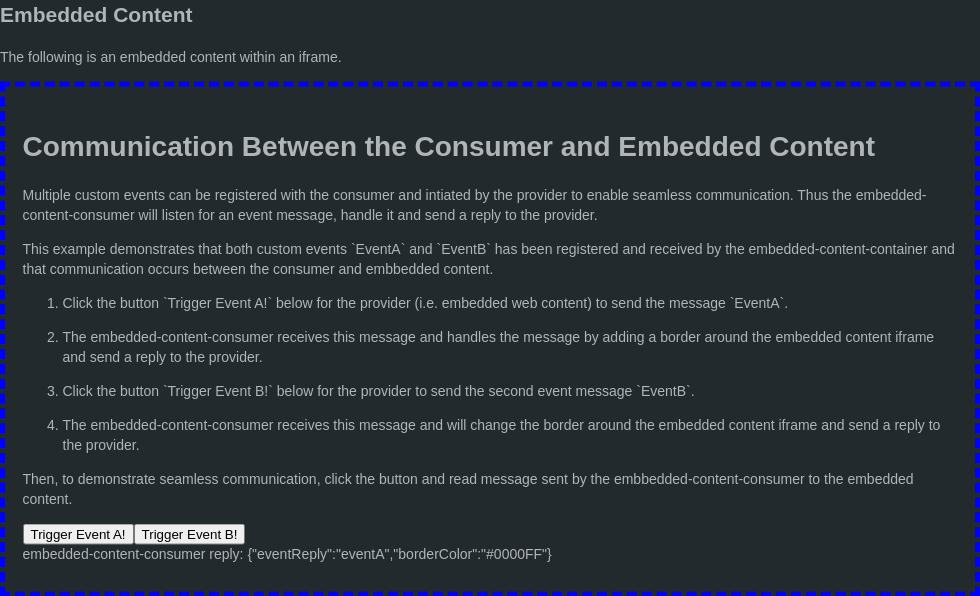 Embedded Content
The following is an embedded content within an iframe.
Communication Between the Consumer and Embedded Content
Multiple custom events can be registered with the consumer and intiated by the provider to enable seamless communication. Thus the embedded-
content-consumer will listen for an event message, handle it and send a reply to the provider.
This example demonstrates that both custom events `EventA` and `EventB` has been registered and received by the embedded-content-container and
that communication occurs between the consumer and embbedded content.
1. Click the button `Trigger Event A!` below for the provider (i.e. embedded web content) to send the message `EventA`.
2. The embedded-content-consumer receives this message and handles the message by adding a border around the embedded content iframe
and send a reply to the provider.
3. Click the button `Trigger Event B!` below for the provider to send the second event message `EventB`.
4. The embedded-content-consumer receives this message and will change the border around the embedded content iframe and send a reply to
the provider.
Then, to demonstrate seamless communication, click the button and read message sent by the embbedded-content-consumer to the embedded
content.
Trigger Event A! Trigger Event B!
embedded-content-consumer reply: {"eventReply":"eventA","borderColor":"#0000FF"}